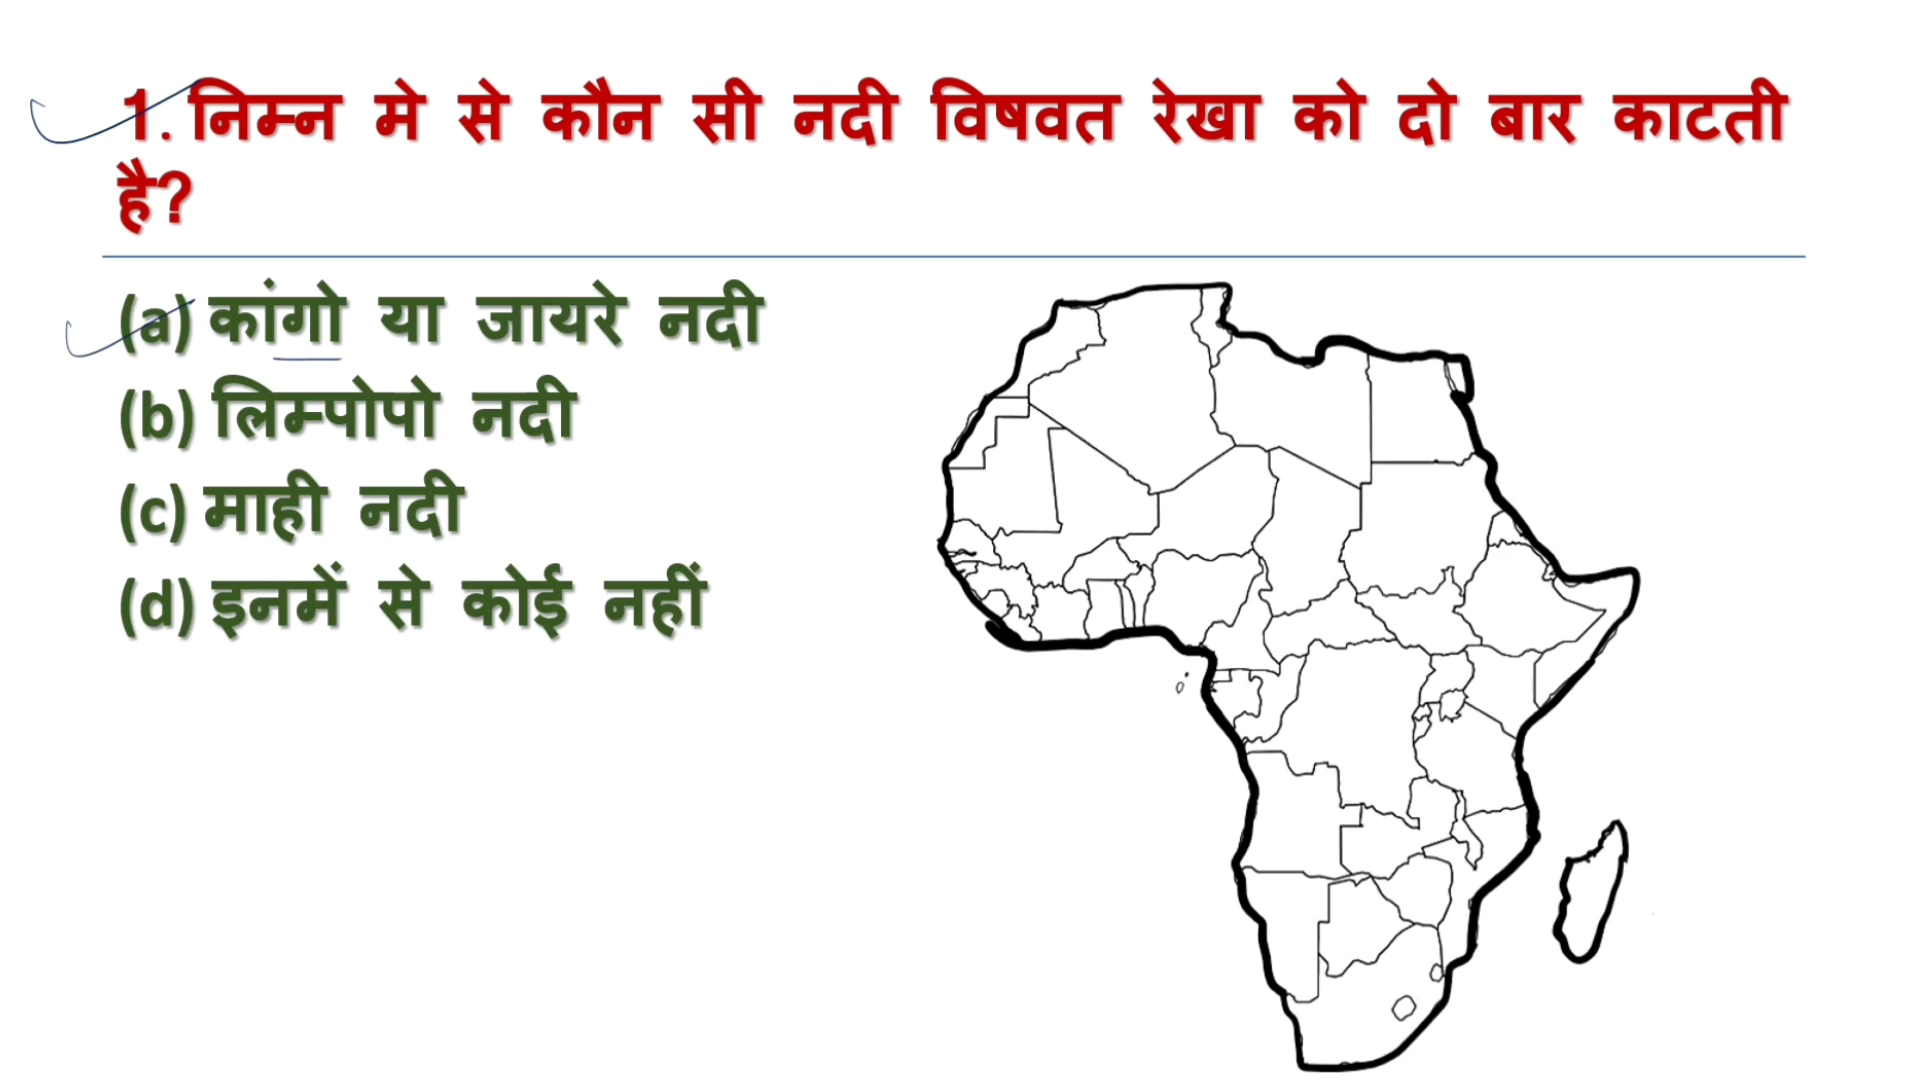 1. निम्न मे से कौन सी नदी विषवत रेखा को दो बार काटती
है?
(a) कांगो या जायरे नदी
(b) लिम्पोपो नदी
(c) माही नदी
(d) इनमें से कोई नहीं